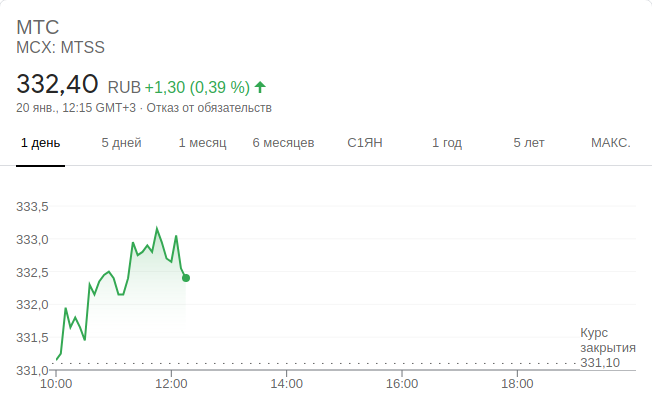 МТС
MCX: MTSS
332,40 RUB +1,30 (0,39 %)
20 янв., 12:15 GMT+3 · Отказ от обязательств
1 день 5 дней 1 месяц 6 месяцев С1ЯН 1 год 5 лет МАКС.
333,5
333,0
332,5
332,0
331,5
331,0
Курс
закрытия
331,10
10:00 12:00 14:00 16:00 18:00